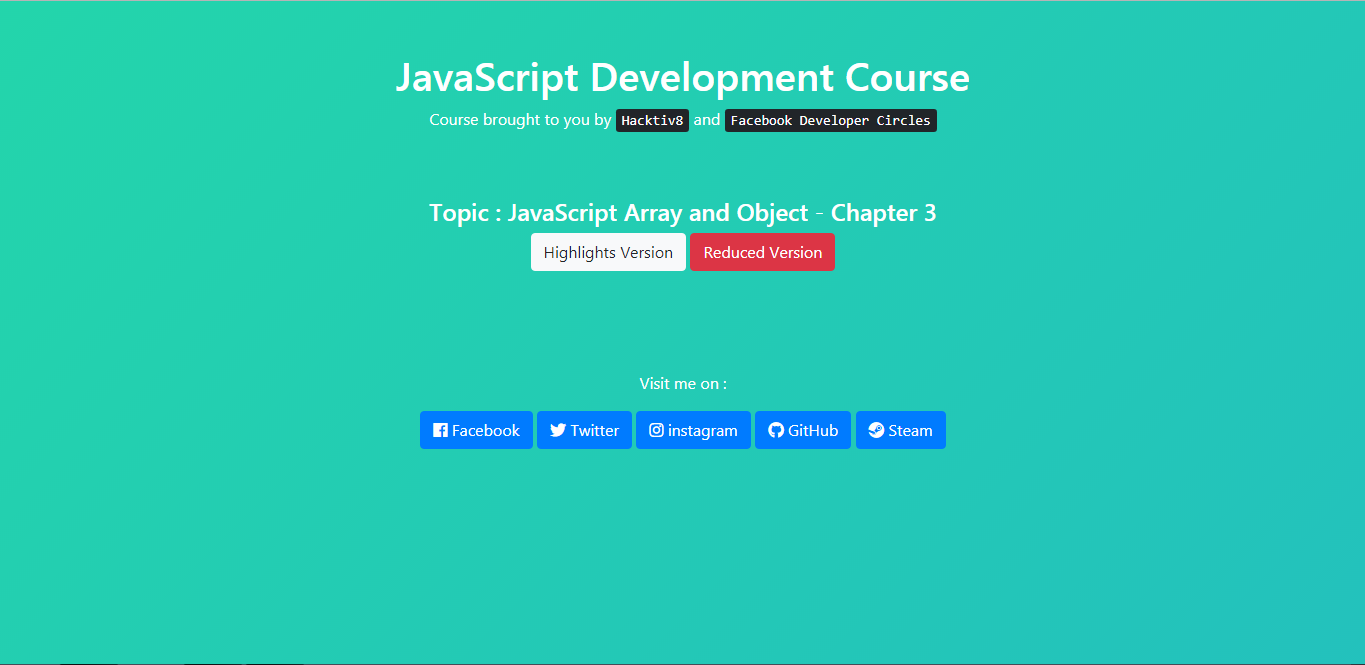 JavaScript Development Course
Course brought to you by Hacktiv8 and Facebook Developer Circles
Topic : JavaScript Array and Object - Chapter 3
Highlights Version Reduced Version
Visit me on :
Facebook Twitter instagram GitHub Steam